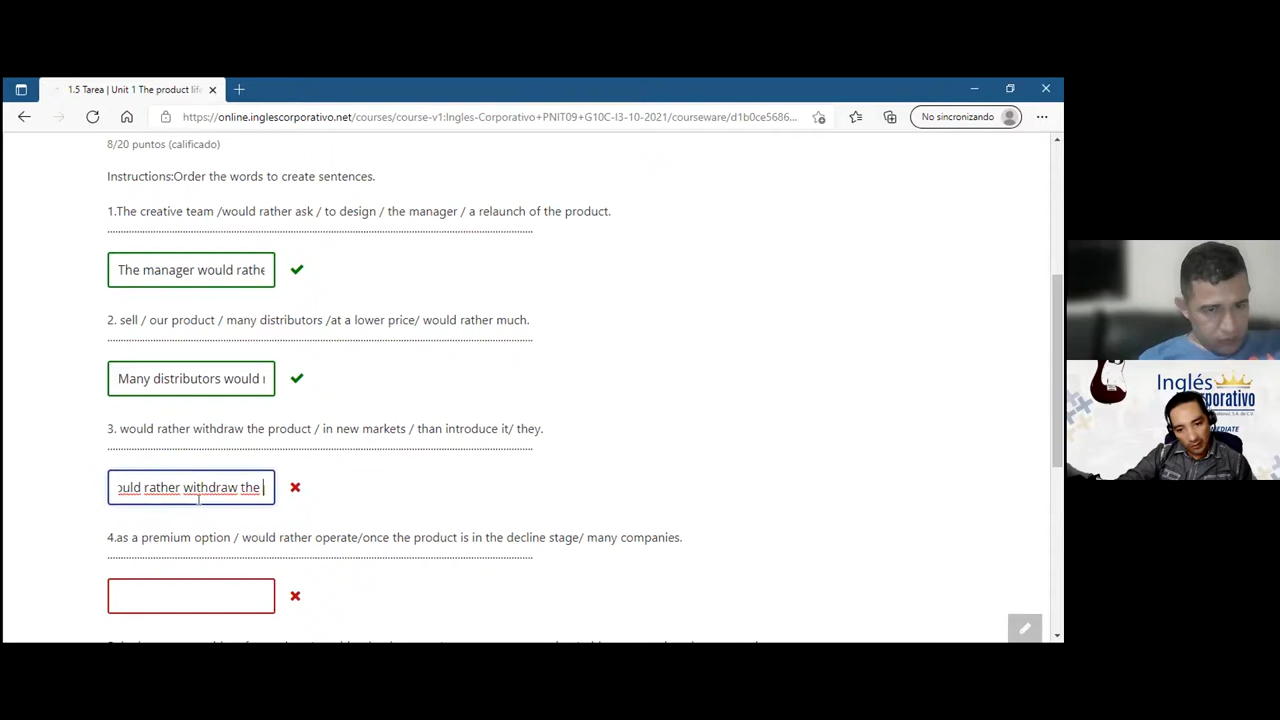 1.5 Tarea | Unit 1 The product life
https://online.inglescorporativo.net/courses/course-v1:Ingles-Corporativo+PNIT09+G10C-I3-10-2021/courseware/d1b0ce5686...
No sincronizando
8/20 puntos (calificado)
Instructions:Order the words to create sentences.
1.The creative team /would rather ask / to design / the manager / a relaunch of the product.
The manager would rathe
2. sell / our product / many distributors /at a lower price/ would rather much.
Many distributors would
3. would rather withdraw the product / in new markets / than introduce it/ they.
ould rather withdraw the
4.as a premium option / would rather operate/once the product is in the decline stage/ many companies.
Inglés
rporativo